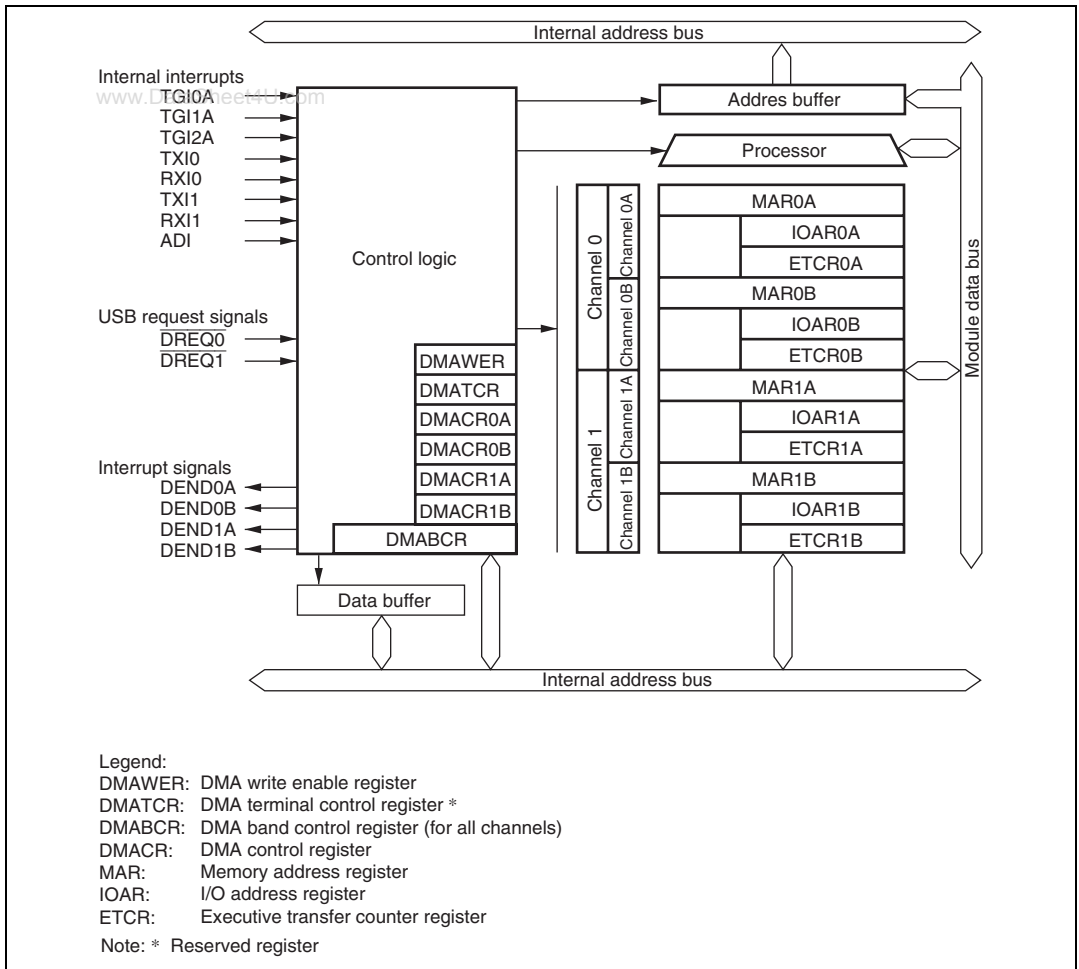 Internal address bus
Internal interrupts
www.DataSheet4U.com
TGI0A
TGI1A
TGI2A
TXI0
RXI0
TXI1
RXI1
ADI
USB request signals
DREQ0
DREQ1
Interrupt signals
DEND0A
DEND0B
DEND1A
DEND1B
Control logic
DMAWER
DMATCR
DMACR0A
DMACR0B
DMACR1A
DMACR1B
DMABCR
Data buffer
Addres buffer
Processor
Channel 0
Channel 0A
Channel 0B
Channel 1
Channel 1A
Channel 1B
MAR0A
IOAR0A
ETCR0A
MAR0B
IOAR0B
ETCR0B
MAR1A
IOAR1A
ETCR1A
MAR1B
IOAR1B
ETCR1B
Module data bus
Internal address bus
Legend:
DMAWER: DMA write enable register
DMATCR: DMA terminal control register *
DMABCR: DMA band control register (for all channels)
DMACR: DMA control register
MAR: Memory address register
IOAR: I/O address register
ETCR: Executive transfer counter register
Note: * Reserved register